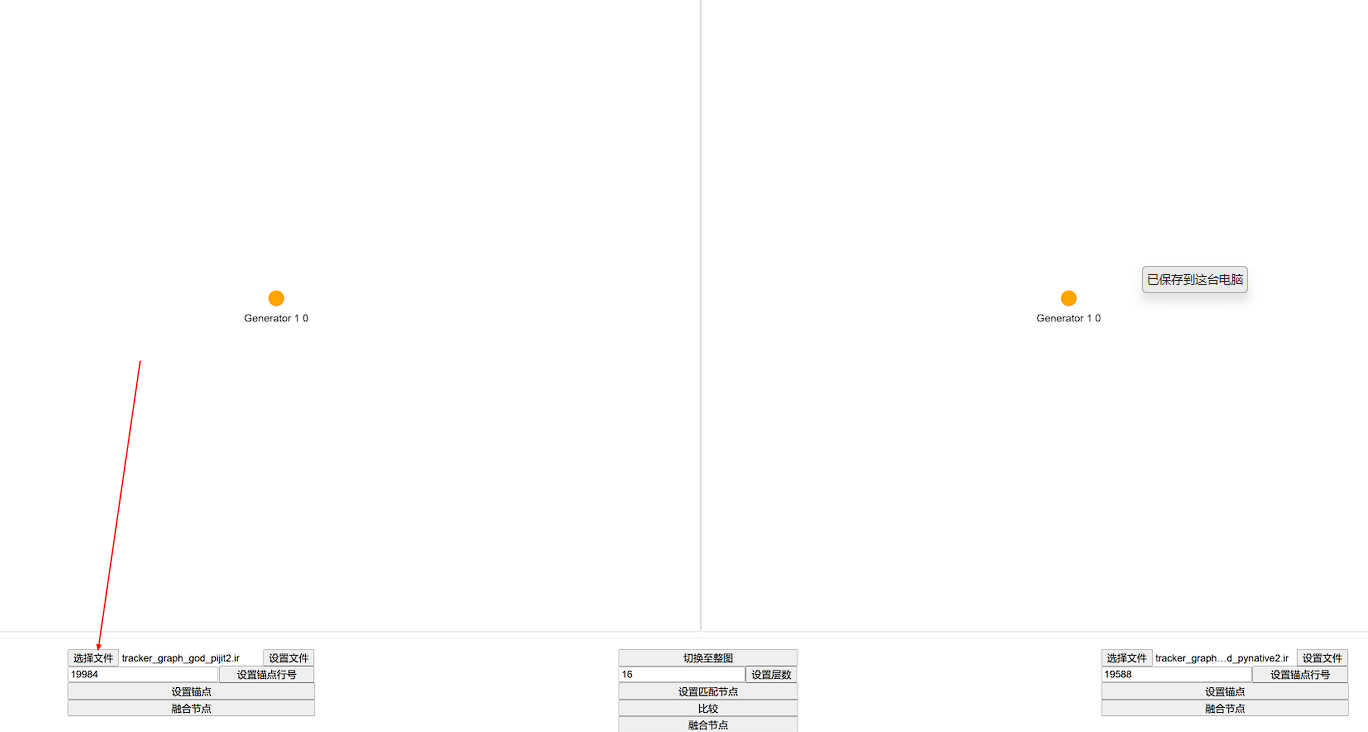 已保存到这台电脑
Generator 1 0
Generator 1 0
选择文件 tracker_graph_god_pijit2.ir 设置文件
19984 设置锚点行号
设置锚点
融合节点
切换至整图
16 设置层数
设置匹配节点
比较
融合节点
选择文件 tracker_graph…d_pynative2.ir 设置文件
19588 设置锚点行号
设置锚点
融合节点